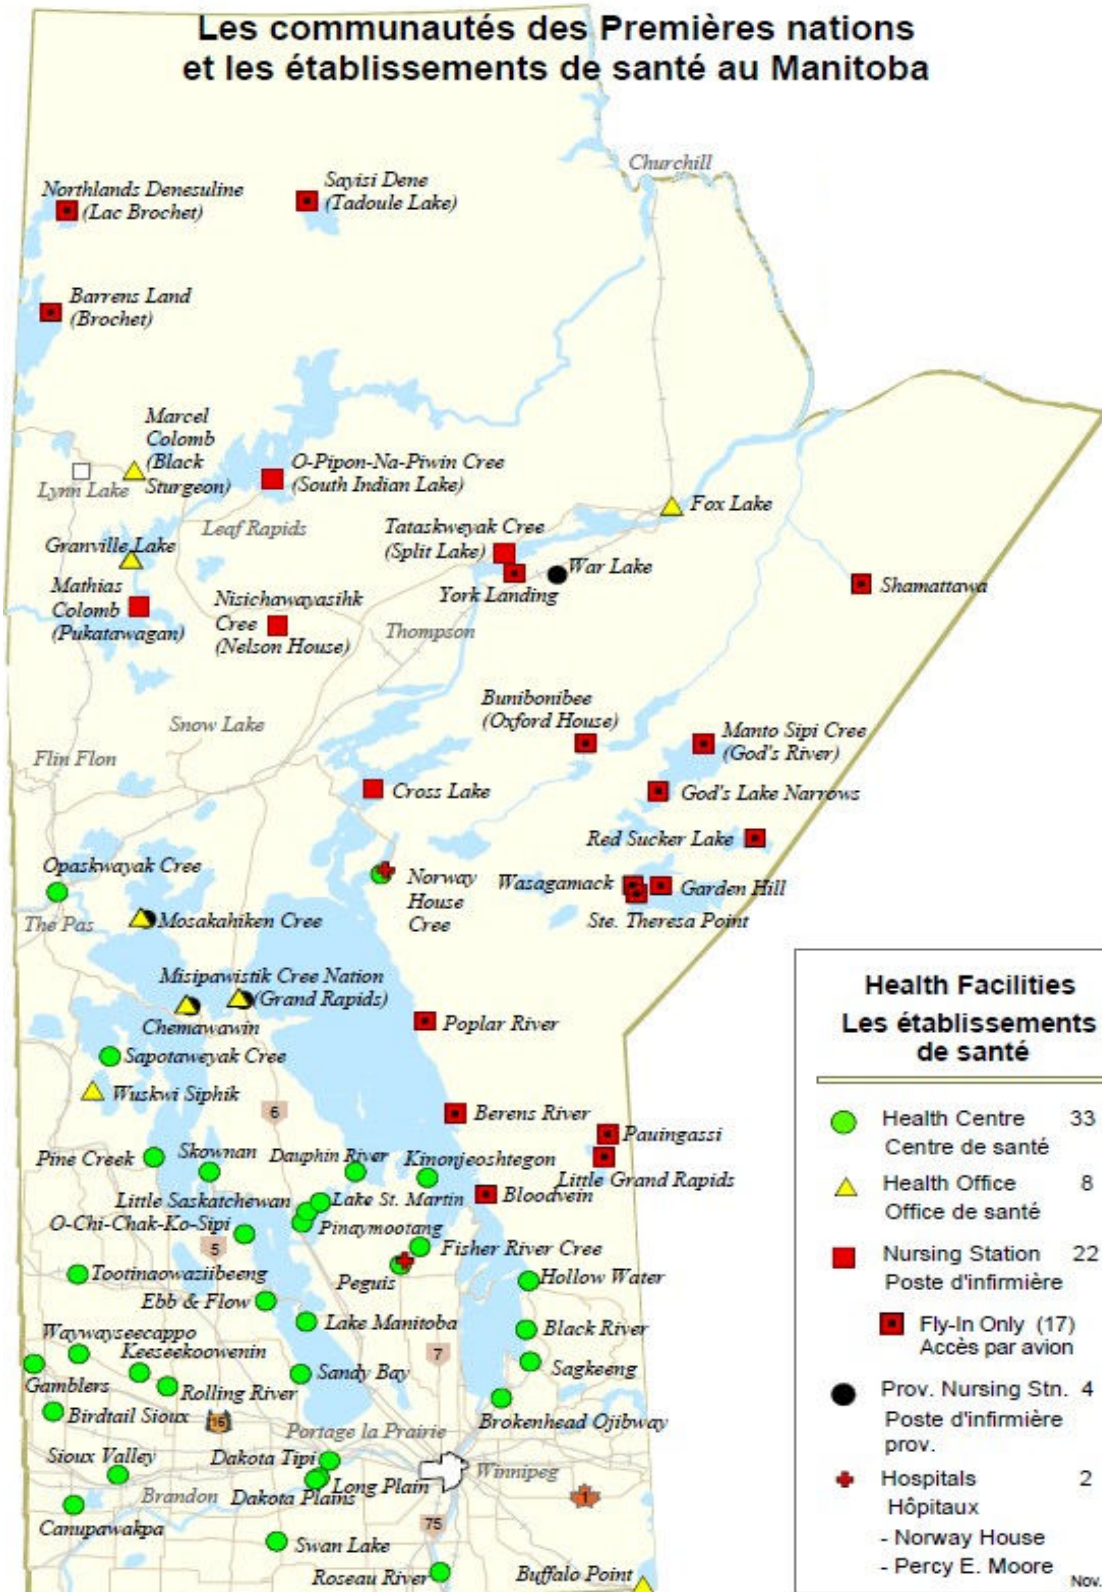 Les communautés des Premières nations
et les établissements de santé au Manitoba
Churchill
Northlands Denesuline
(Lac Brochet)
Sayisi Dene
(Tadoule Lake)
Barrens Land
(Brochet)
Marcel
Colomb
(Black
Sturgeon)
Lynn Lake
O-Pipon-Na-Piwin Cree
(South Indian Lake)
Leaf Rapids
Fox Lake
Tataskweyak Cree
(Split Lake)
Granville Lake
War Lake
York Landing
Shamattawa
Mathias
Colomb
(Pukatawagan)
Nisichawayasihk
Cree
(Nelson House)
Thompson
Bunibonibee
(Oxford House)
Manto Sipi Cree
(God's River)
Snow Lake
Flin Flon
Cross Lake
God's Lake Narrows
Red Sucker Lake
Opaskwayak Cree
Norway
House
Cree
Wasagamack
Garden Hill
Ste. Theresa Point
The Pas
Mosakahiken Cree
Misipawistik Cree Nation
(Grand Rapids)
Chemawawin
Poplar River
Sapotaweyak Cree
Wuskwi Siphik
6
Berens River
Pauingassi
Little Grand Rapids
Pine Creek
Skownan
Dauphin River
Kinonjeoshtegon
Bloodvein
Little Saskatchewan
Lake St. Martin
O-Chi-Chak-Ko-Sipi
Pinaymootang
5
Fisher River Cree
Peguis
Tootinaowaziibeeng
Hollow Water
Ebb & Flow
Lake Manitoba
Black River
Waywayseecappo
Keeseekoowenin
7
Gamblers
Rolling River
Sandy Bay
Sagkeeng
Birdtail Sioux
16
Brokenhead Ojibway
Portage la Prairie
Sioux Valley
Dakota Tipi
Long Plain
Winnipeg
Brandon
Dakota Plains
1
Canupawakpa
75
Swan Lake
Roseau River
Buffalo Point
Health Facilities
Les établissements
de santé
Health Centre 33
Centre de santé
Health Office 8
Office de santé
Nursing Station 22
Poste d'infirmière
Fly-In Only (17)
Accès par avion
Prov. Nursing Stn. 4
Poste d'infirmière
prov.
Hospitals 2
Hôpitaux
- Norway House
- Percy E. Moore
Nov.